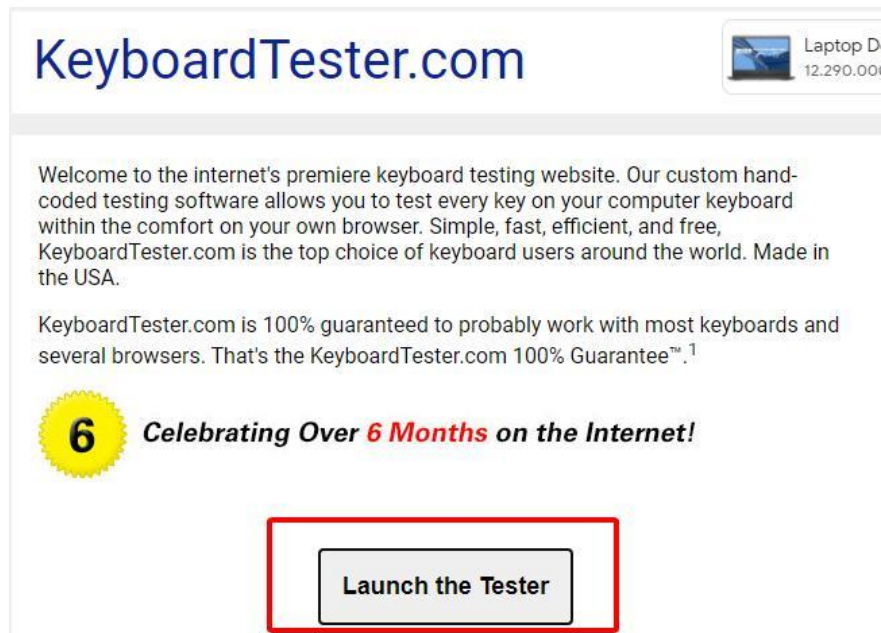 KeyboardTester.com
Laptop
12.290.000
Welcome to the internet's premiere keyboard testing website. Our custom hand-
coded testing software allows you to test every key on your computer keyboard
within the comfort on your own browser. Simple, fast, efficient, and free,
KeyboardTester.com is the top choice of keyboard users around the world. Made in
the USA.
KeyboardTester.com is 100% guaranteed to probably work with most keyboards and
several browsers. That's the KeyboardTester.com 100% Guarantee™.1
6 Celebrating Over 6 Months on the Internet!
Launch the Tester